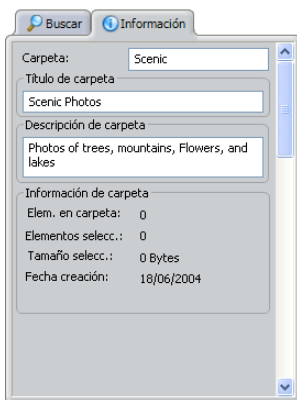 Buscar Información
Carpeta: Scenic
Título de carpeta
Scenic Photos
Descripción de carpeta
Photos of trees, mountains, Flowers, and
lakes
Información de carpeta
Elem. en carpeta: 0
Elementos selecc.: 0
Tamaño selecc.: 0 Bytes
Fecha creación: 18/06/2004